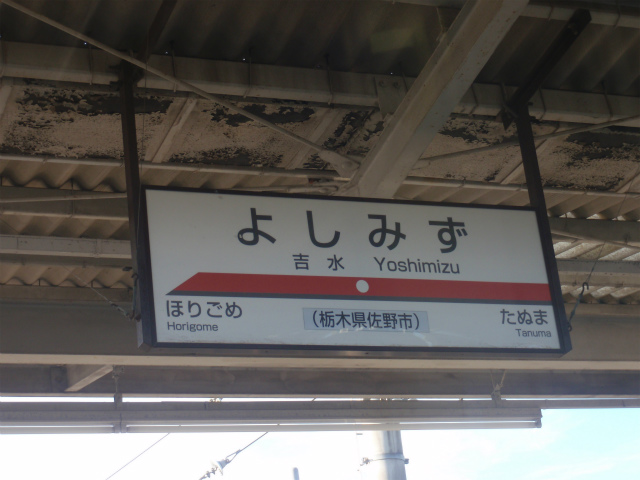 よしみず
吉水 Yoshimizu
ほりごめ
Horigome
(栃木県佐野市)
たぬま
Tanuma